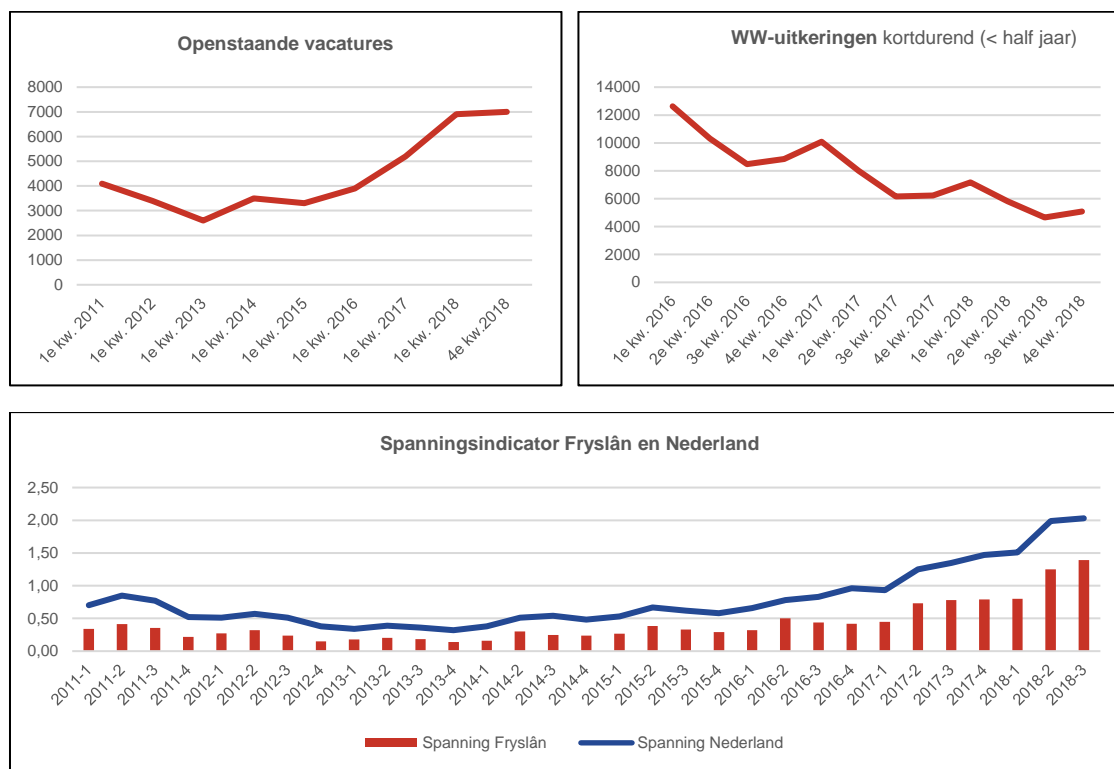 Openstaande vacatures
8000
7000
6000
5000
4000
3000
2000
1000
0
1e kw. 2011
1e kw. 2012
1e kw. 2013
1e kw. 2014
1e kw. 2015
1e kw. 2016
1e kw. 2017
1e kw. 2018
4e kw.2018
WW-uitkeringen kortdurend (< half jaar)
14000
12000
10000
8000
6000
4000
2000
0
1e kw. 2016
2e kw. 2016
3e kw. 2016
4e kw. 2016
1e kw. 2017
2e kw. 2017
3e kw. 2017
4e kw. 2017
1e kw. 2018
2e kw. 2018
3e kw. 2018
4e kw. 2018
Spanningsindicator Fryslân en Nederland
2,50
2,00
1,50
1,00
0,50
0,00
2011-1
2011-2
2011-3
2011-4
2012-1
2012-2
2012-3
2012-4
2013-1
2013-2
2013-3
2013-4
2014-1
2014-2
2014-3
2014-4
2015-1
2015-2
2015-3
2015-4
2016-1
2016-2
2016-3
2016-4
2017-1
2017-2
2017-3
2017-4
2018-1
2018-2
2018-3
Spanning Fryslân
Spanning Nederland